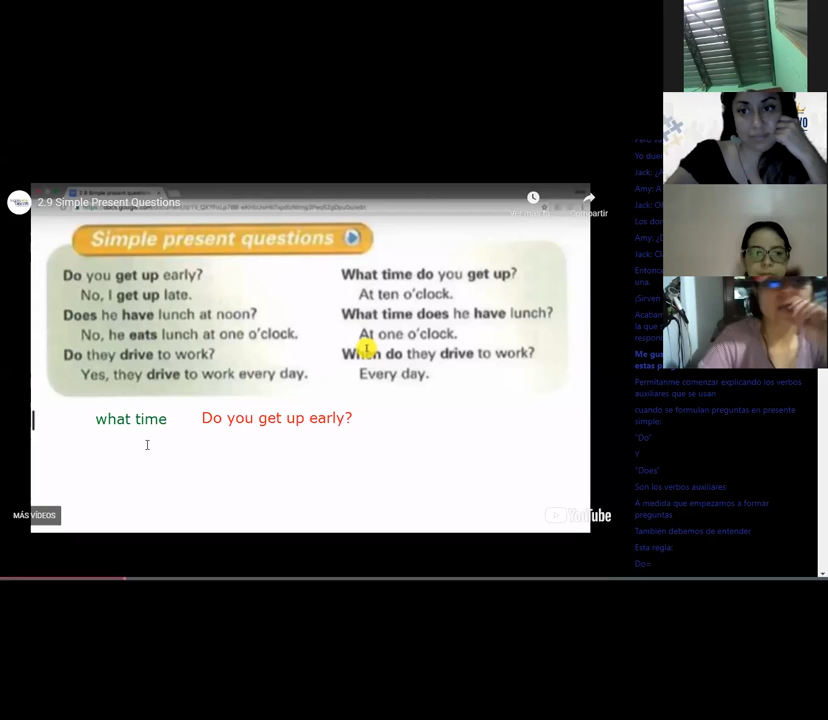 2.9 Simple Present Questions
Compartir
Simple present questions
Do you get up early?
No, I get up late.
Does he have lunch at noon?
No, he eats lunch at one o'clock.
Do they drive to work?
Yes, they drive to work every day.
What time do you get up?
At ten o'clock.
What time does he have lunch?
At one o'clock.
When do they drive to work?
Every day.
what time
Do you get up early?
MÁS VÍDEOS
YouTube
Yo
Jack:
Amy: A
Jack:
Los don
Amy:
Jack:
Entonce
una.
¿Sirven
Acabam
la que
respon
Me gu
estas
Permítanme comenzar explicando los verbos
auxiliares que se usan
cuando se formulan preguntas en presente
simple:
"Do"
Y
"Does"
Son los verbos auxiliares
A medida que empezamos a formar
preguntas
También debemos de entender
Esta regla:
Do=